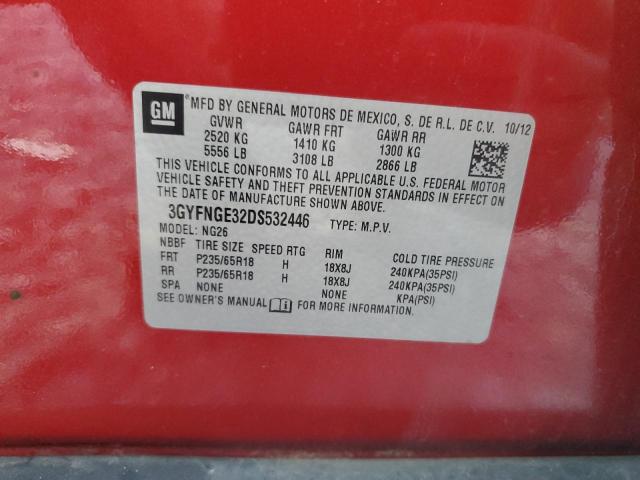 GM
® MFD BY GENERAL MOTORS DE MEXICO, S. DE R.L. DE C.V. 10/12
GVWR GAWR FRT GAWR RR
2520 KG 1410 KG 1300 KG
5556 LB 3108 LB 2866 LB
THIS VEHICLE CONFORMS TO ALL APPLICABLE U.S. FEDERAL MOTOR
VEHICLE SAFETY AND THEFT PREVENTION STANDARDS IN EFFECT ON
THE DATE OF MANUFACTURE SHOWN ABOVE.
3GYFNGE32DS532446 TYPE: M.P.V.
MODEL: NG26
NBBF TIRE SIZE SPEED RTG RIM COLD TIRE PRESSURE
FRT P235/65R18 H 18X8J 240KPA(35PSI)
RR P235/65R18 H 18X8J 240KPA(35PSI)
SPA NONE NONE KPA(PSI)
SEE OWNER'S MANUAL i FOR MORE INFORMATION.